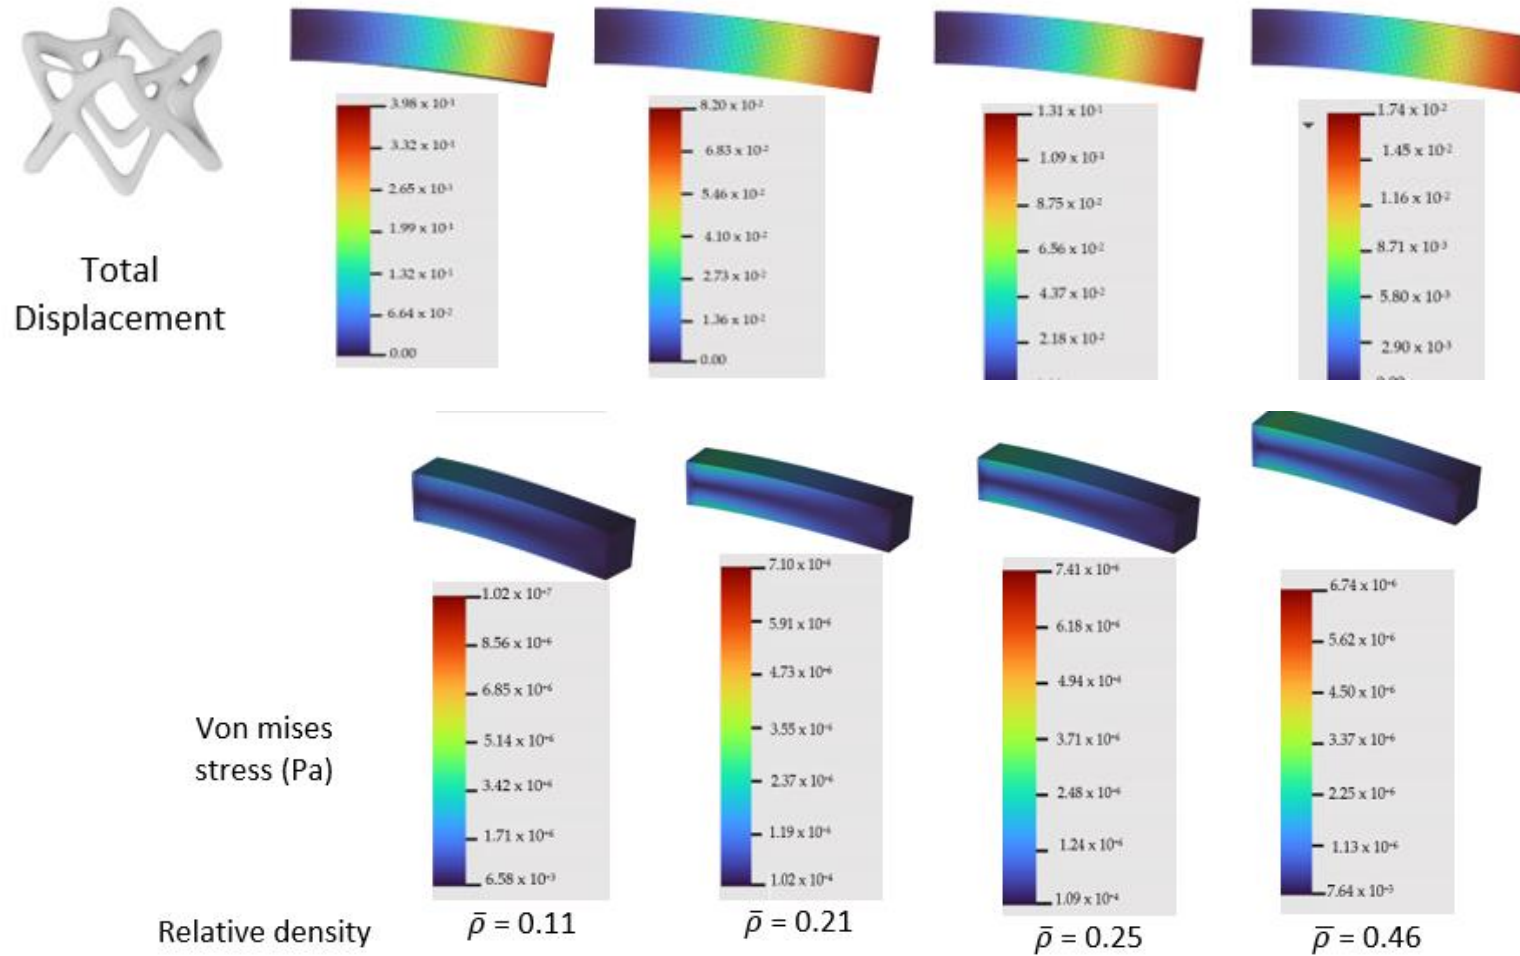 3.98 x 10⁻¹
3.32 x 10⁻¹
2.65 x 10⁻¹
1.99 x 10⁻¹
1.32 x 10⁻¹
6.64 x 10⁻²
0.00
8.20 x 10⁻²
6.83 x 10⁻²
5.46 x 10⁻²
4.10 x 10⁻²
2.73 x 10⁻²
1.36 x 10⁻²
0.00
1.31 x 10⁻¹
1.09 x 10⁻¹
8.75 x 10⁻²
6.56 x 10⁻²
4.37 x 10⁻²
2.18 x 10⁻²
1.74 x 10⁻²
1.45 x 10⁻²
1.16 x 10⁻²
8.71 x 10⁻³
5.80 x 10⁻³
2.90 x 10⁻³
Total
Displacement
1.02 x 10⁺⁷
8.56 x 10⁺⁶
6.85 x 10⁺⁶
5.14 x 10⁺⁶
3.42 x 10⁺⁶
1.71 x 10⁺⁶
6.58 x 10⁺³
7.10 x 10⁺⁶
5.91 x 10⁺⁶
4.73 x 10⁺⁶
3.55 x 10⁺⁶
2.37 x 10⁺⁶
1.19 x 10⁺⁶
1.02 x 10⁺⁴
7.41 x 10⁺⁶
6.18 x 10⁺⁶
4.94 x 10⁺⁶
3.71 x 10⁺⁶
2.48 x 10⁺⁶
1.24 x 10⁺⁶
1.09 x 10⁺⁴
6.74 x 10⁺⁶
5.62 x 10⁺⁶
4.50 x 10⁺⁶
3.37 x 10⁺⁶
2.25 x 10⁺⁶
1.13 x 10⁺⁶
Von mises
stress (Pa)
Relative density
ρ̅ = 0.11
ρ̅ = 0.21
ρ̅ = 0.25
ρ̅ = 0.46